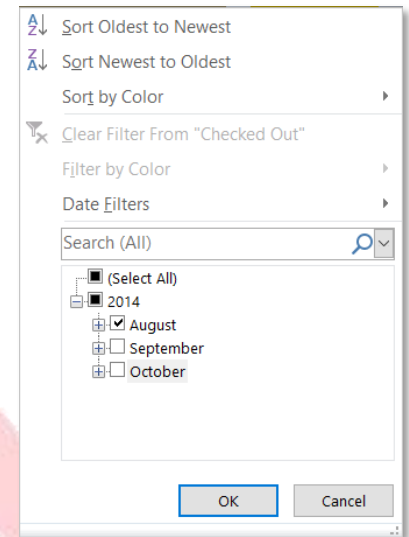 Sort Oldest to Newest
Sort Newest to Oldest
Sort by Color
Clear Filter From "Checked Out"
Filter by Color
Date Filters
Search (All)
(Select All)
2014
August
September
October
OK Cancel